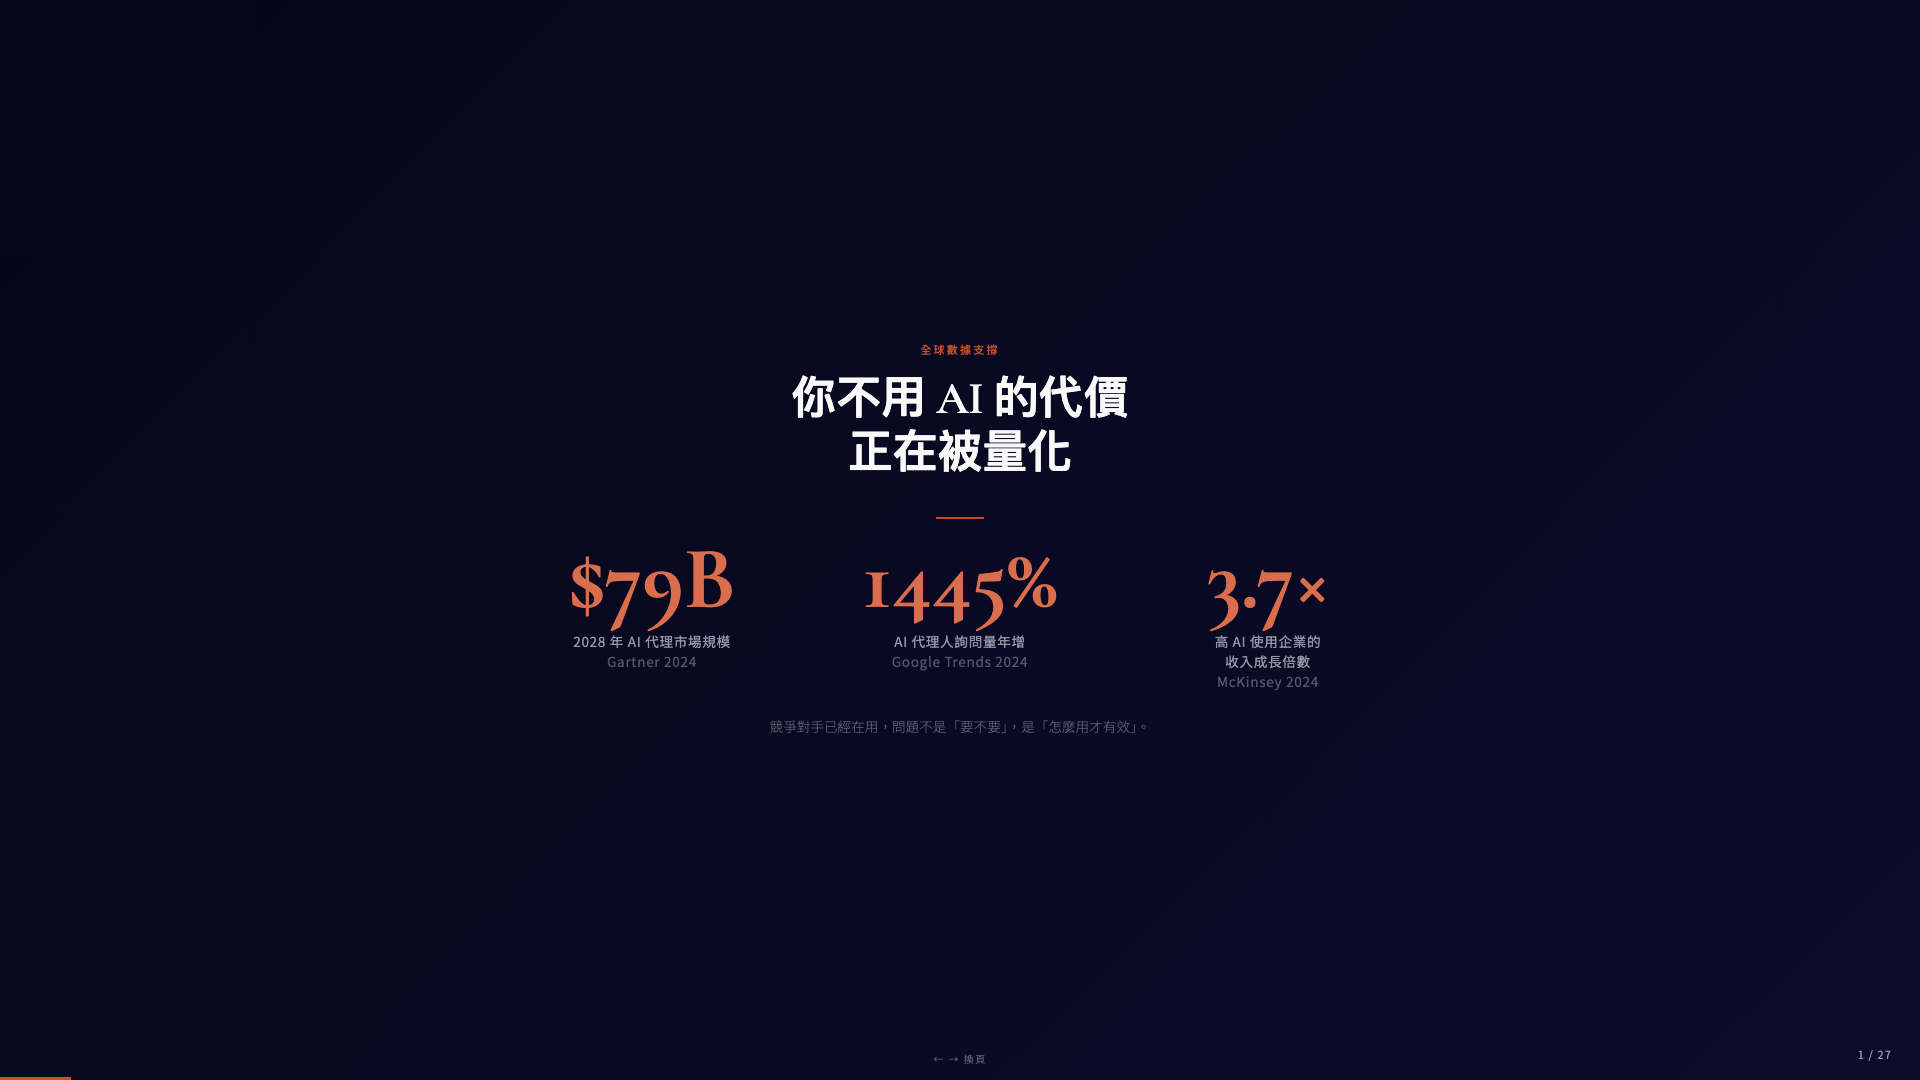 全球數據支撐
你不用 AI 的代價
正在被量化
$79B
2028 年 AI 代理市場規模
Gartner 2024
1445%
AI 代理人詢問量年增
Google Trends 2024
3.7×
高 AI 使用企業的
收入成長倍數
McKinsey 2024
競爭對手已經在用，問題不是「要不要」，是「怎麼用才有效」。
← → 換頁
1 / 27